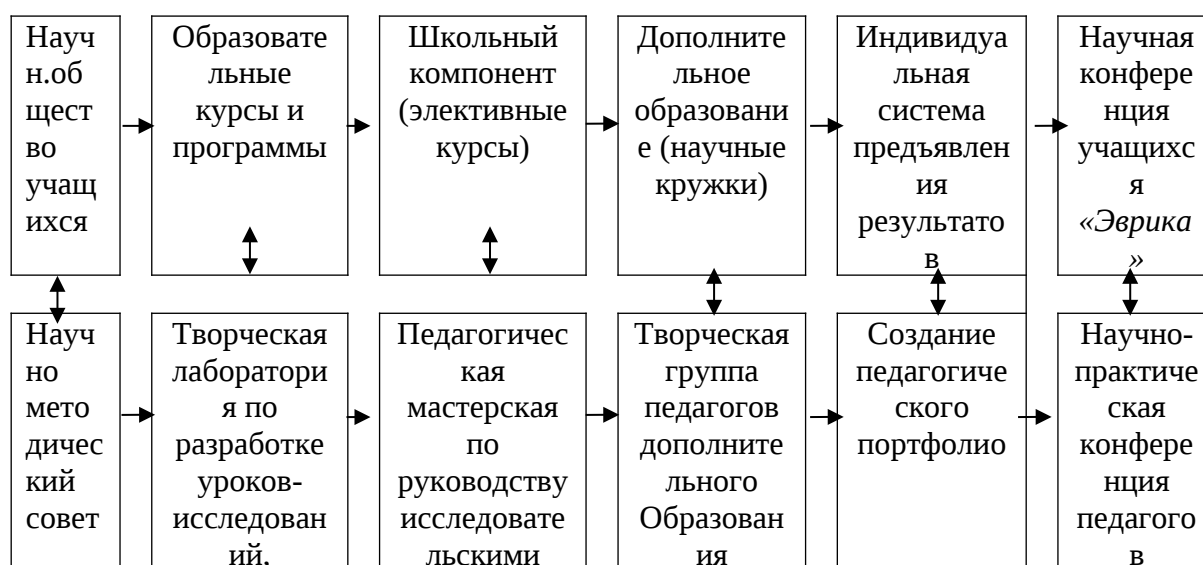 Науч
н.об
щест
во
учащ
ихся
Образовате
льные
курсы и
программы
Школьный
компонент
(элективные
курсы)
Дополните
льное
образовани
е (научные
кружки)
Индивидуа
льная
система
предъявлен
ия
результато
в
Научная
конфере
нция
учащихс
я
«Эврика
»
Науч
но
мето
дичес
кий
совет
Творческая
лаборатори
я по
разработке
уроков-
исследован
ий,
Педагогичес
кая
мастерская
по
руководству
исследовате
льскими
Творческая
группа
педагогов
дополните
льного
Образован
ия
Создание
педагогиче
ского
портфолио
Научно-
практиче
ская
конфере
нция
педагого
в